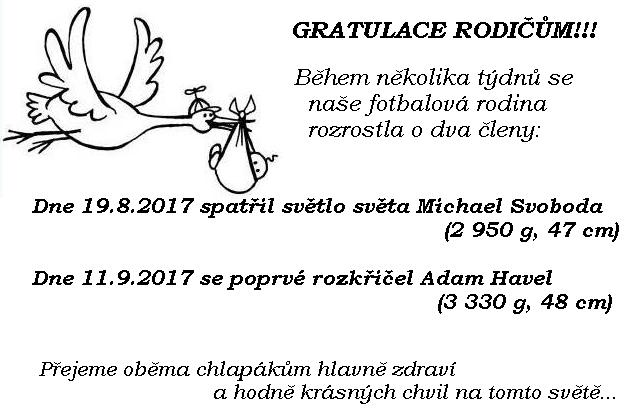 GRATULACE RODIČŮM!!!
Během několika týdnů se
naše fotbalová rodina
rozrostla o dva členy:
Dne 19.8.2017 spatřil světlo světa Michael Svoboda
(2 950 g, 47 cm)
Dne 11.9.2017 se poprvé rozkřičel Adam Havel
(3 330 g, 48 cm)
Přejeme oběma chlapákům hlavně zdraví
a hodně krásných chvil na tomto světě...